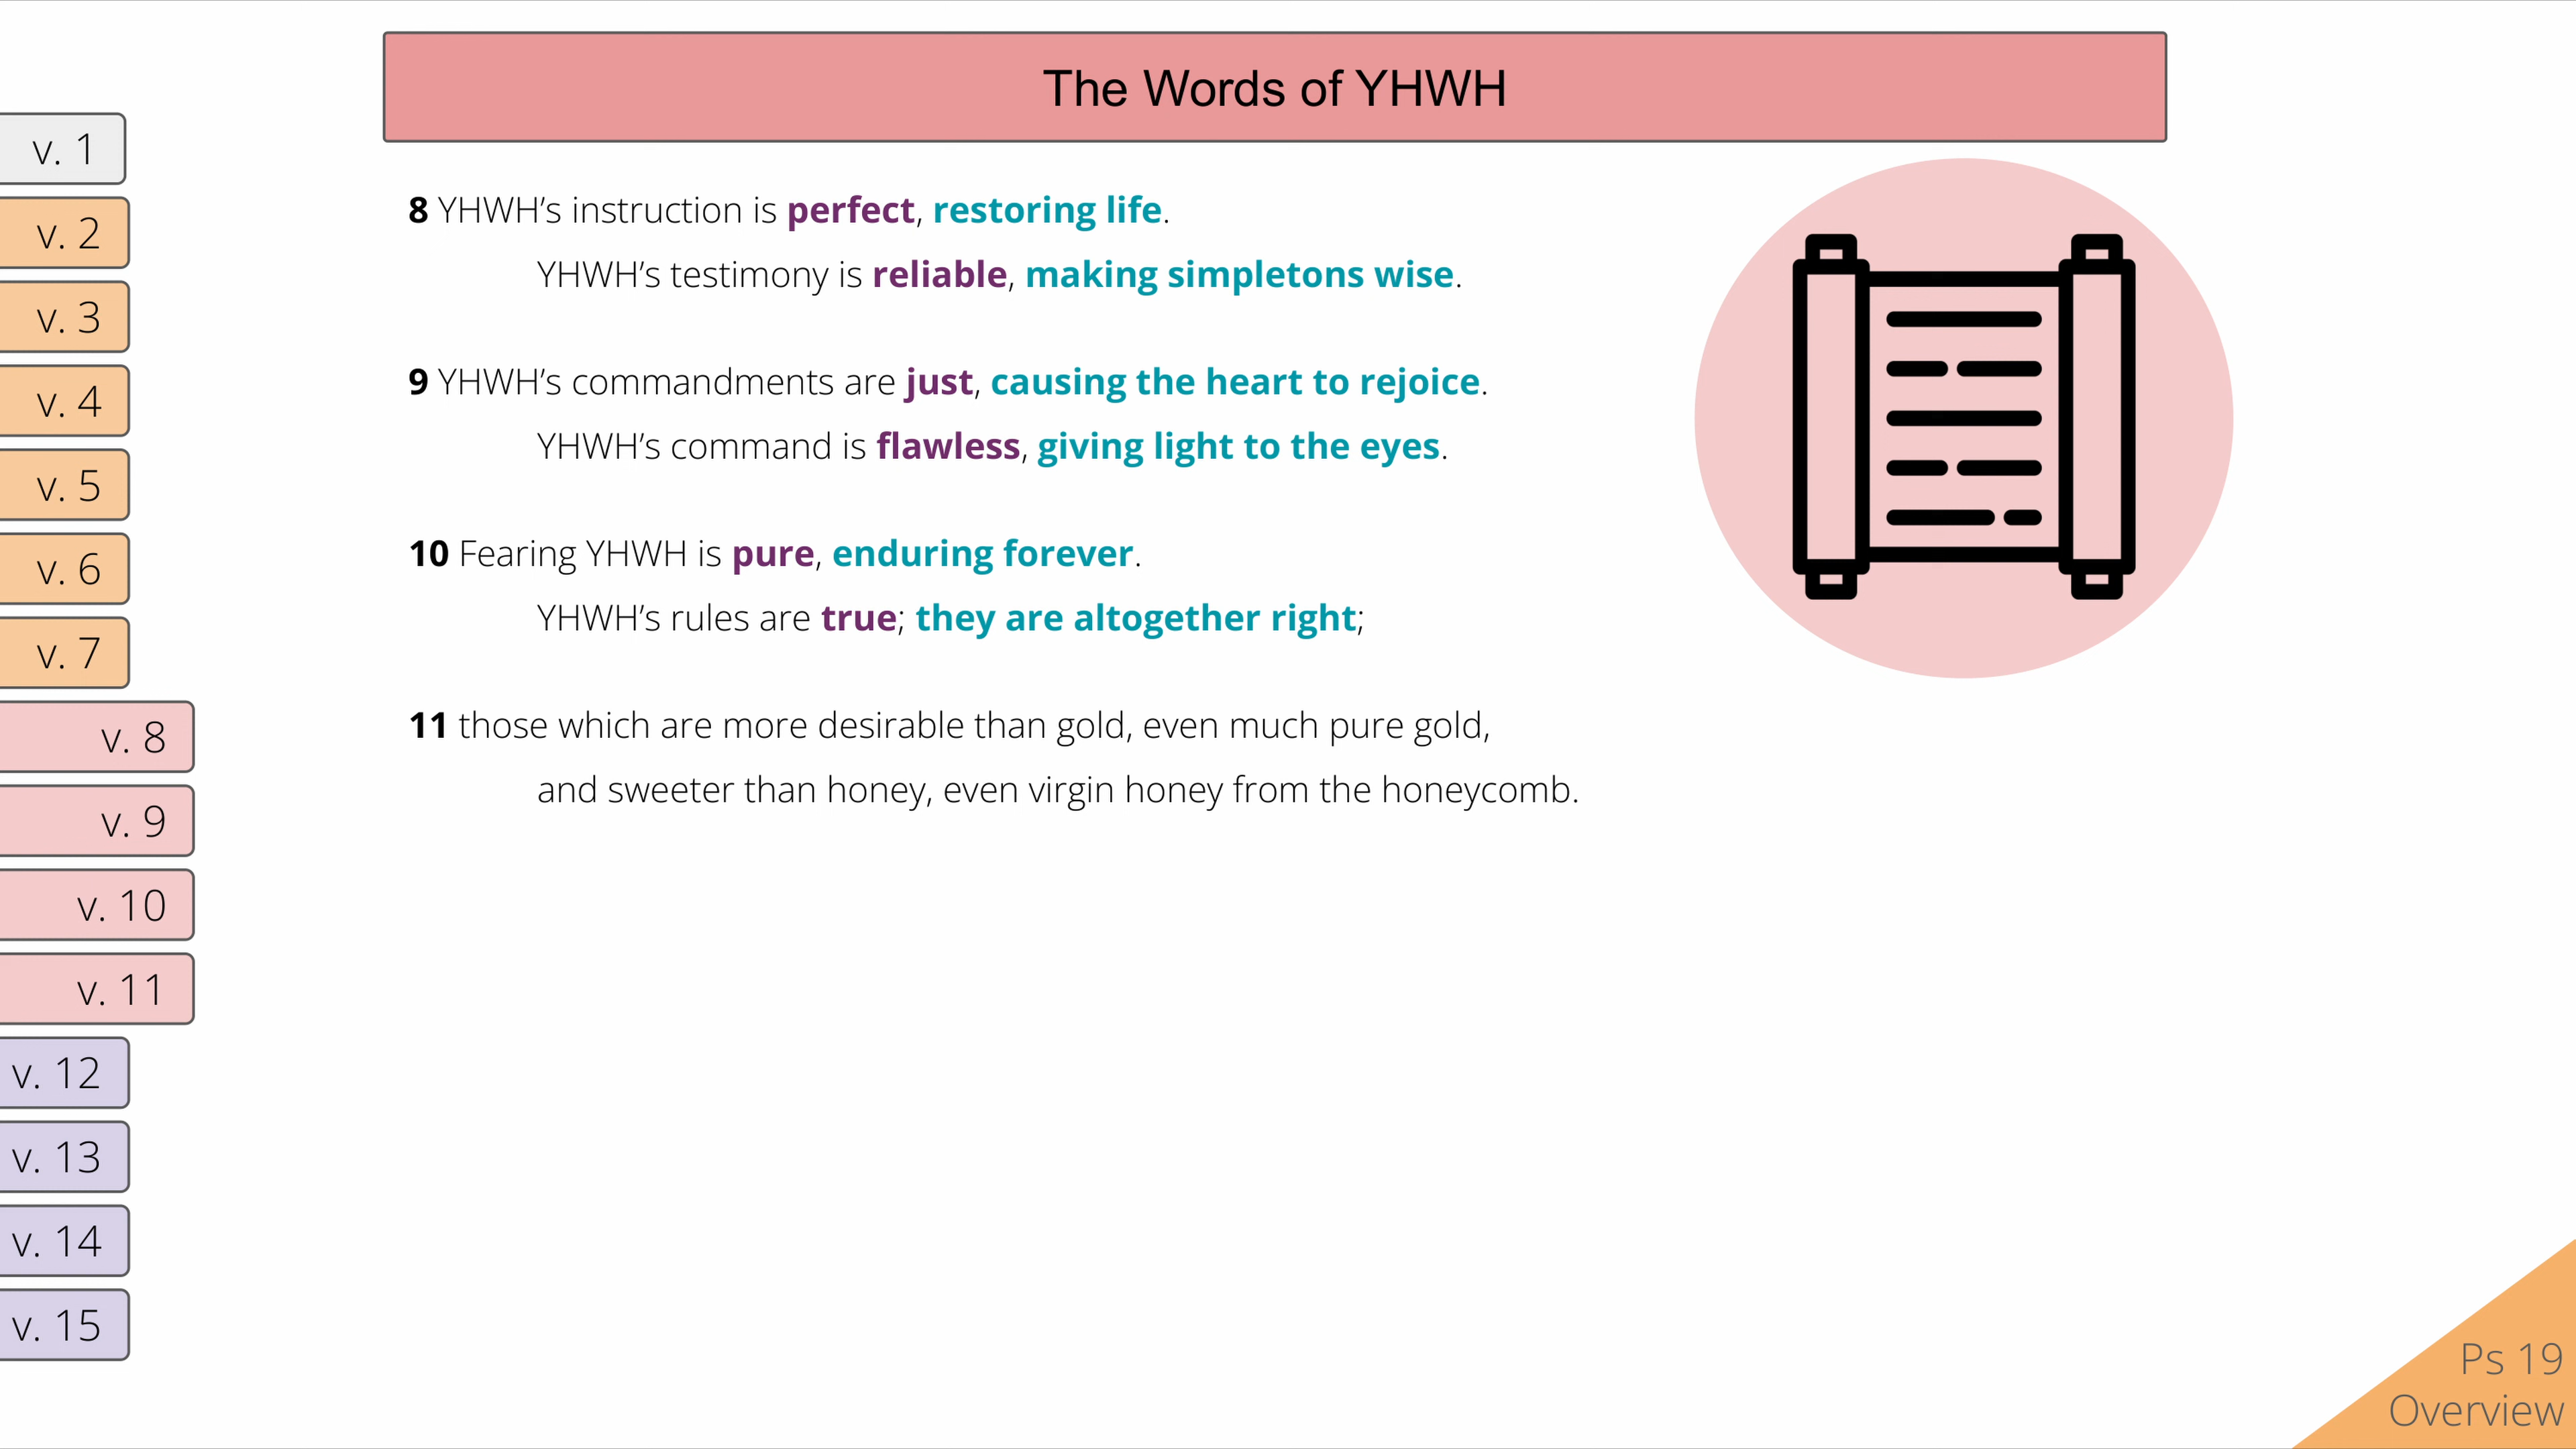 The Words of YHWH
v. 1
v. 2
v. 3
v. 4
v. 5
v. 6
v. 7
v. 8
v. 9
v. 10
v. 11
v. 12
v. 13
v. 14
v. 15
8 YHWH’s instruction is perfect, restoring life.
YHWH’s testimony is reliable, making simpletons wise.
9 YHWH’s commandments are just, causing the heart to rejoice.
YHWH’s command is flawless, giving light to the eyes.
10 Fearing YHWH is pure, enduring forever.
YHWH’s rules are true; they are altogether right;
11 those which are more desirable than gold, even much pure gold,
and sweeter than honey, even virgin honey from the honeycomb.
Ps 19
Overview